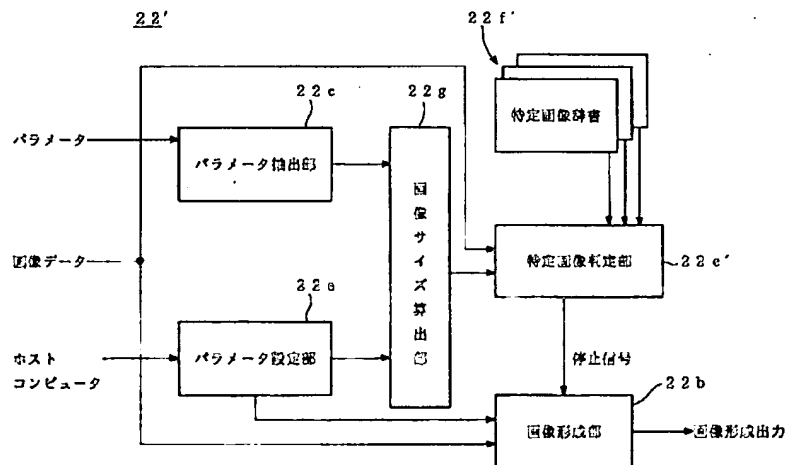 22'
22f'
22c
22g
特定画像辞書
パラメータ
パラメータ抽出部
画像サイズ算出部
画像データ
特定画像判定部
22e'
22a
ホスト
コンピュータ
パラメータ設定部
停止信号
22b
画像形成部
画像形成出力